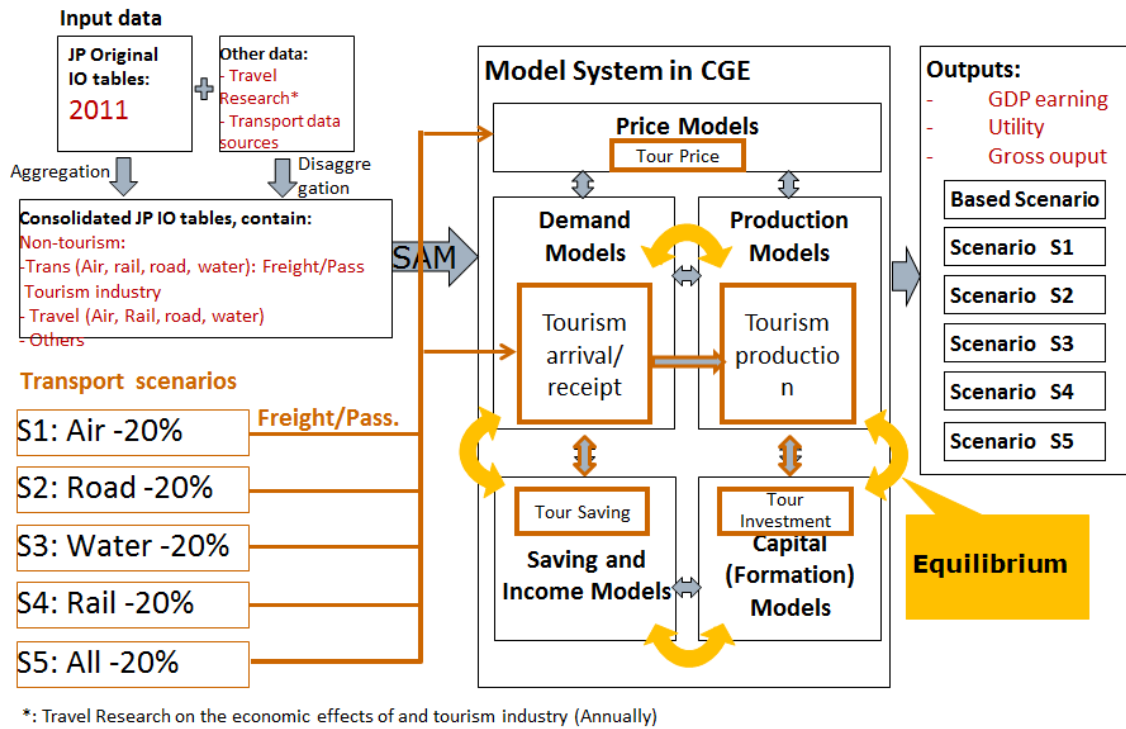 Input data
JP Original
IO tables:
2011
Other data:
- Travel
Research*
- Transport data
sources
Aggregation
Disaggre
gation
Consolidated JP IO tables, contain:
Non-tourism:
-Trans (Air, rail, road, water): Freight/Pass
Tourism industry
- Travel (Air, Rail, road, water)
- Others
SAM
Transport scenarios
Freight/Pass.
S1: Air -20%
S2: Road -20%
S3: Water -20%
S4: Rail -20%
S5: All -20%
Model System in CGE
Price Models
Tour Price
Demand
Models
Production
Models
Tourism
arrival/
receipt
Tourism
productio
n
Tour Saving
Saving and
Income Models
Tour
Investment
Capital
(Formation)
Models
Outputs:
- GDP earning
- Utility
- Gross ouput
Based Scenario
Scenario S1
Scenario S2
Scenario S3
Scenario S4
Scenario S5
Equilibrium
*: Travel Research on the economic effects of and tourism industry (Annually)